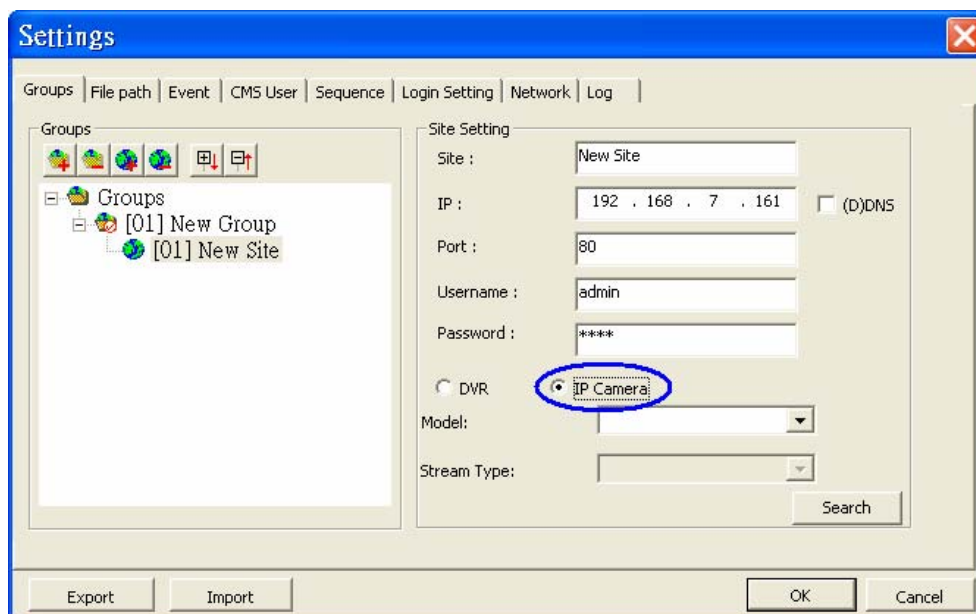 Settings
Groups File path Event CMS User Sequence Login Setting Network Log
Groups
Groups
[01] New Group
[01] New Site
Site Setting
Site : New Site
IP : 192 . 168 . 7 . 161 (D)DNS
Port : 80
Username : admin
Password : ****
DVR IP Camera
Model:
Stream Type:
Search
Export Import OK Cancel